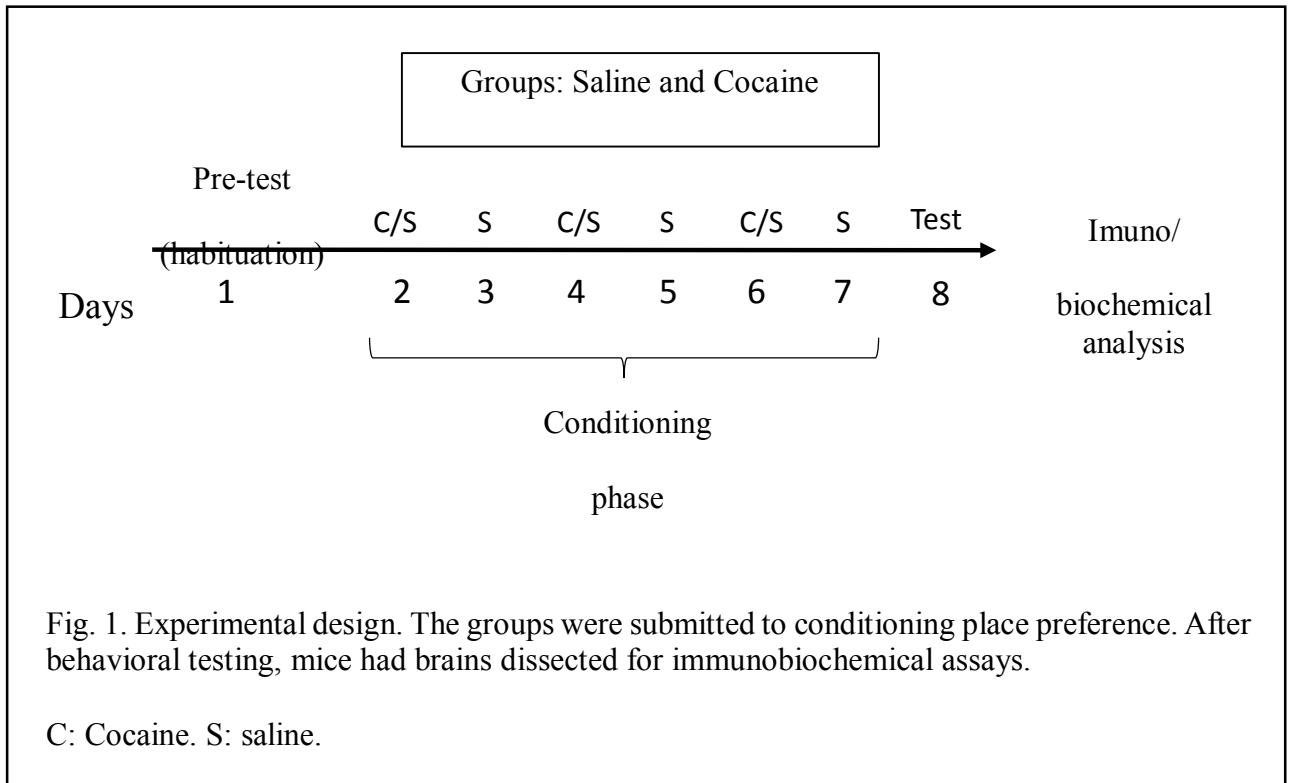 Groups: Saline and Cocaine
Pre-test
(habituation)
C/S S C/S S C/S S Test
Days 1 2 3 4 5 6 7 8
Imuno/
biochemical
analysis
Conditioning
phase
Fig. 1. Experimental design. The groups were submitted to conditioning place preference. After
behavioral testing, mice had brains dissected for immunobiochemical assays.
C: Cocaine. S: saline.